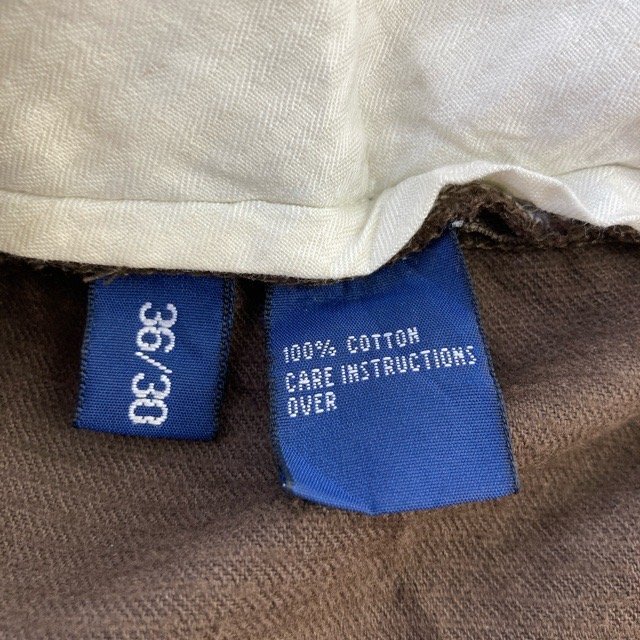 36/30
100% COTTON
CARE INSTRUCTIONS
OVER